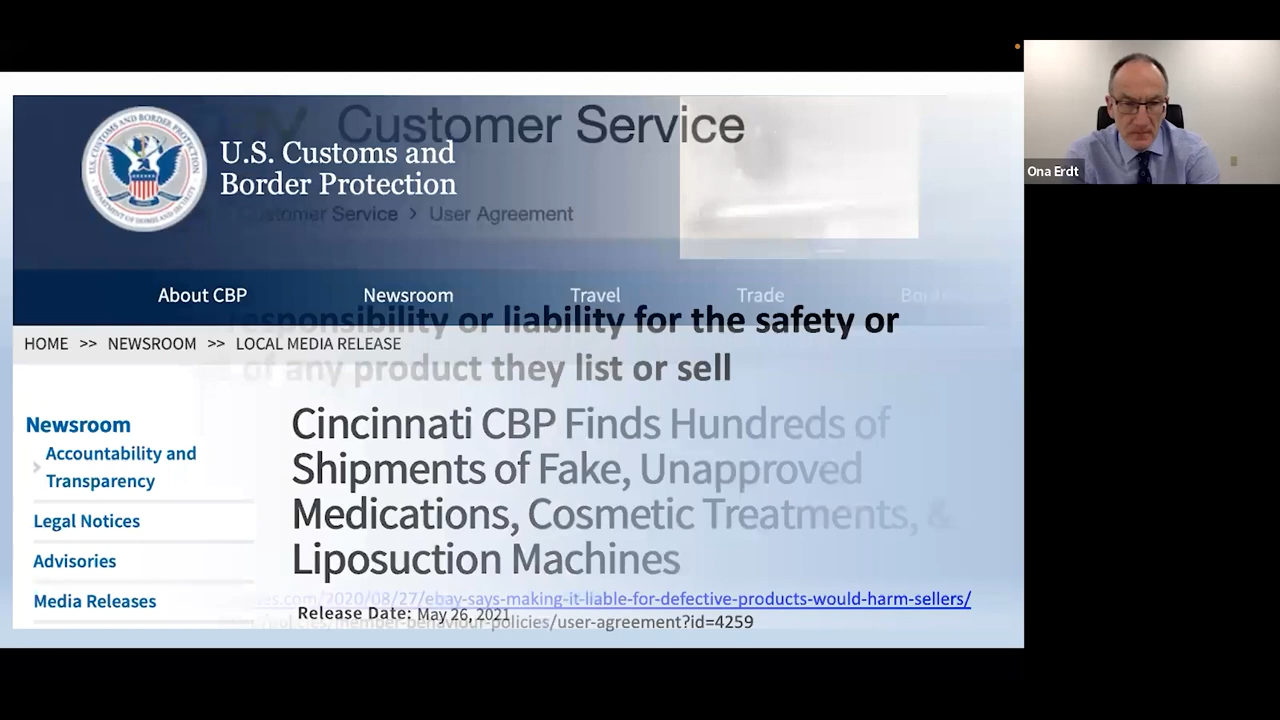 Customer Service
U.S. Customs and
Border Protection
Customer Service > User Agreement
About CBP
Newsroom
Travel
Trade
responsibility or liability for the safety or
of any product they list or sell
HOME >> NEWSROOM >> LOCAL MEDIA RELEASE
Newsroom
Accountability and
Transparency
Legal Notices
Advisories
Media Releases
Cincinnati CBP Finds Hundreds of
Shipments of Fake, Unapproved
Medications, Cosmetic Treatments, &
Liposuction Machines
.com/2020/08/27/ebay-says-making-it-liable-for-defective-products-would-harm-sellers/
Release Date: May 26, 2021
/policies/member-behaviour-policies/user-agreement?id=4259
Ona Erdt